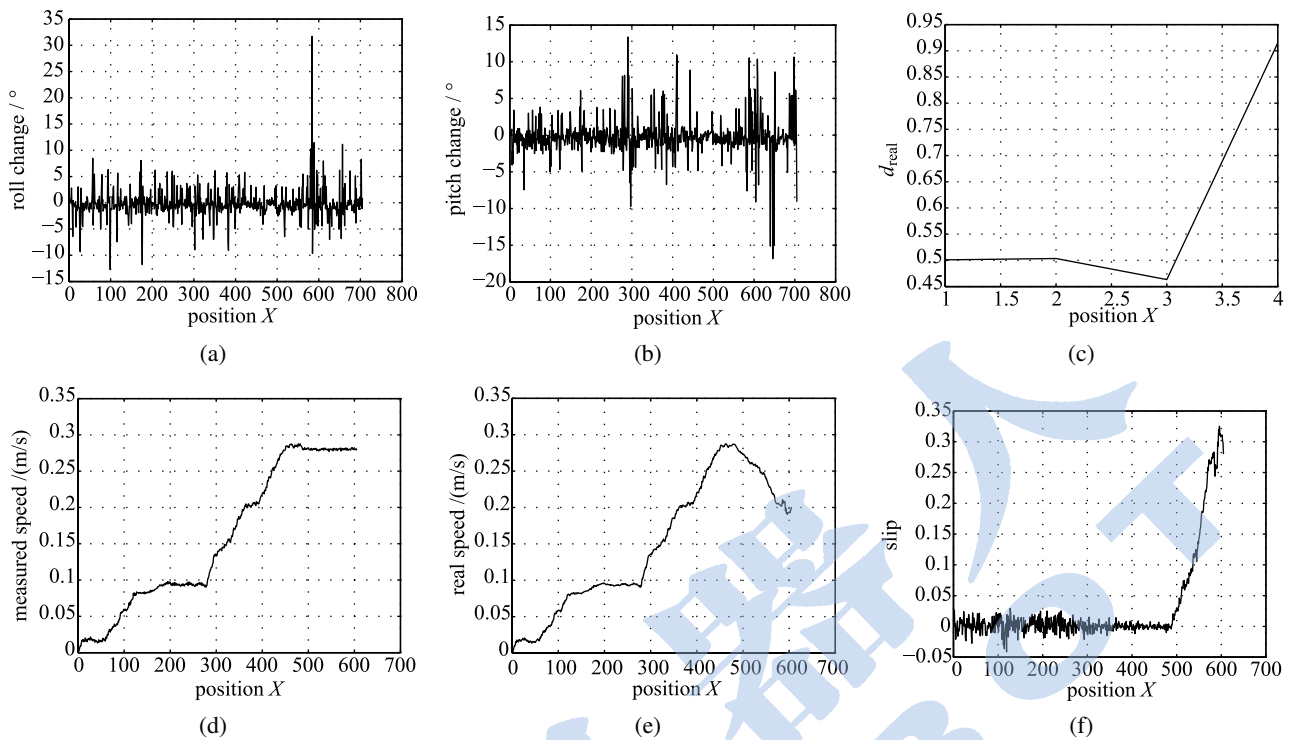 35
30
25
20
15
10
5
0
−5
−10
−15
roll change / °
0 100 200 300 400 500 600 700 800
position X
(a)
15
10
5
0
−5
−10
−15
−20
pitch change / °
0 100 200 300 400 500 600 700 800
position X
(b)
0.95
0.9
0.85
0.8
0.75
0.7
0.65
0.6
0.55
0.5
0.45
d_real
1 1.5 2 2.5 3 3.5 4
position X
(c)
0.35
0.3
0.25
0.2
0.15
0.1
0.05
0
measured speed /(m/s)
0 100 200 300 400 500 600 700
position X
(d)
0.35
0.3
0.25
0.2
0.15
0.1
0.05
0
real speed /(m/s)
0 100 200 300 400 500 600 700
position X
(e)
0.35
0.3
0.25
0.2
0.15
0.1
0.05
0
−0.05
slip
0 100 200 300 400 500 600 700
position X
(f)